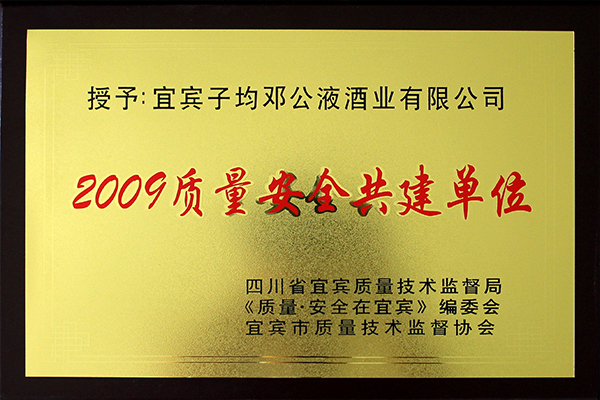 授予:宜宾子均邓公液酒业有限公司
2009质量安全共建单位
四川省宜宾质量技术监督局
《质量·安全在宜宾》编委会
宜宾市质量技术监督协会